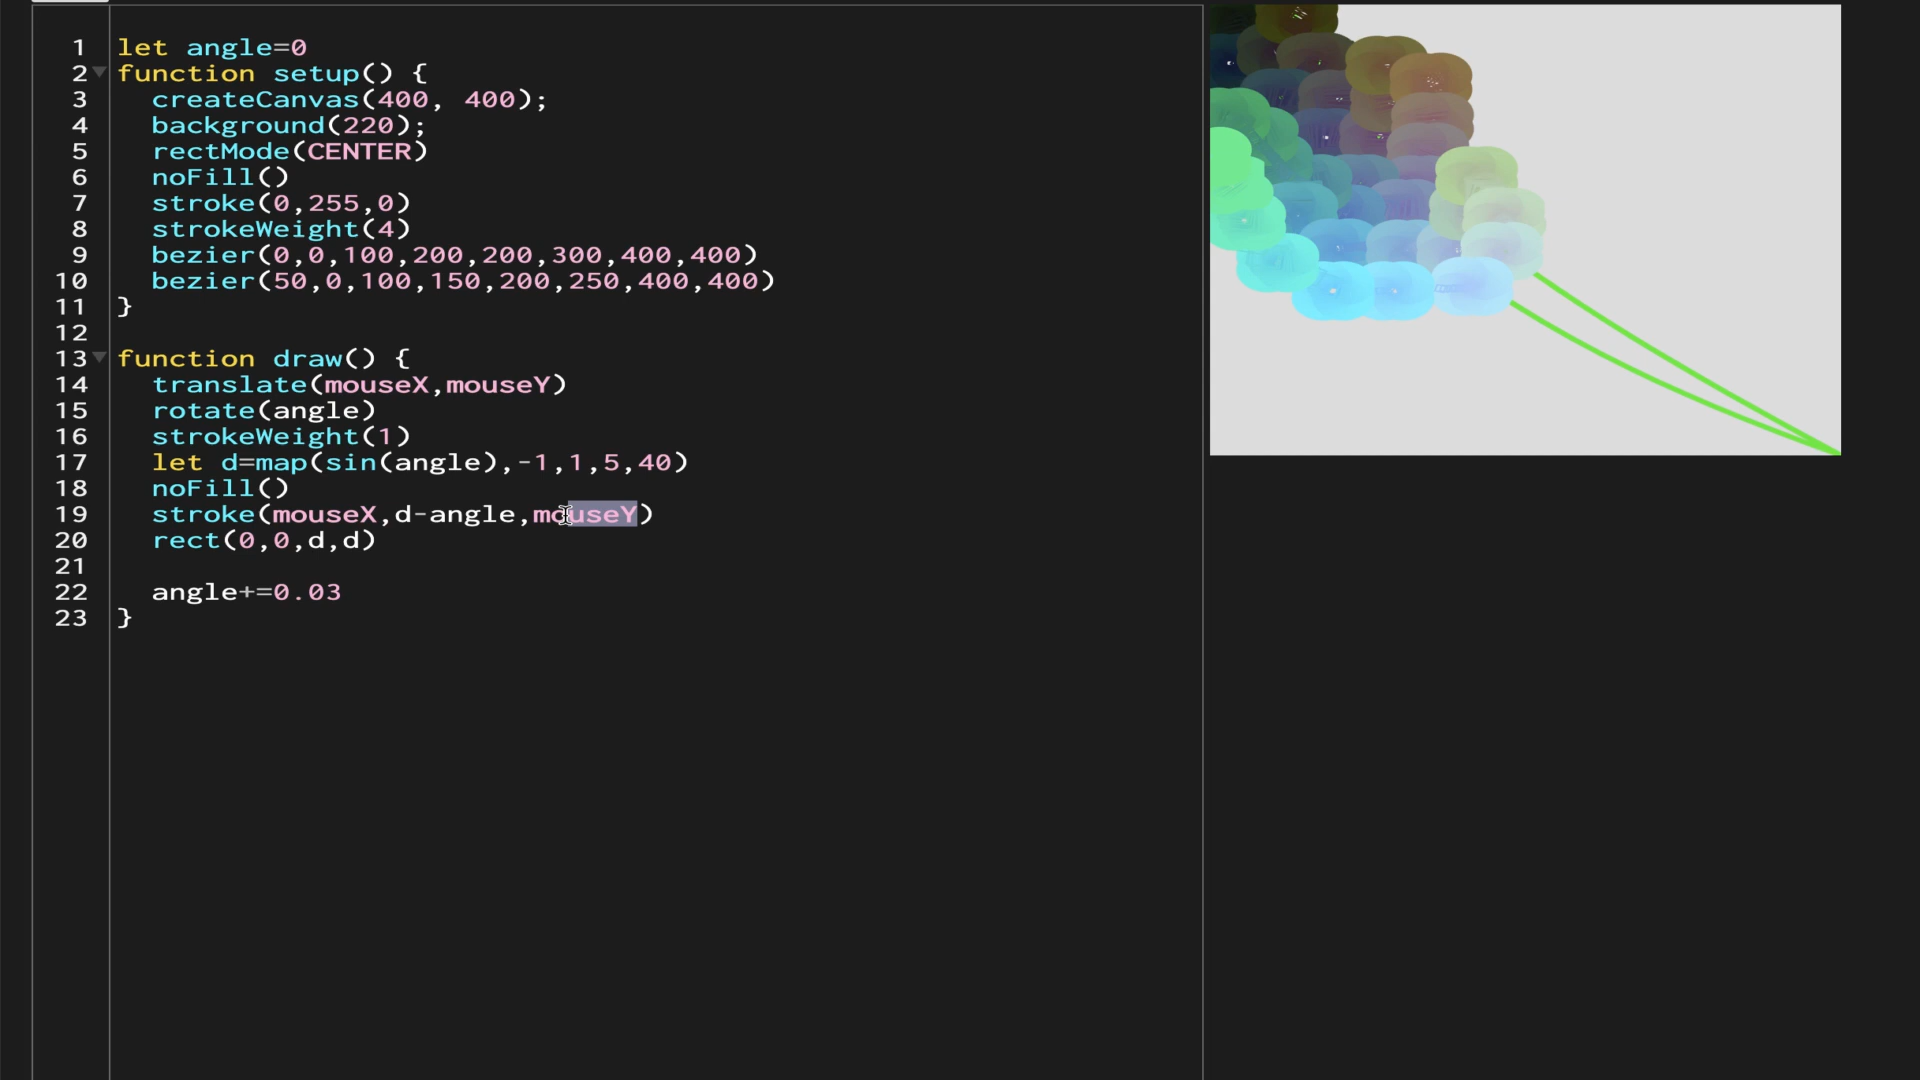 1 let angle=0
2 function setup() {
3 createCanvas(400, 400);
4 background(220);
5 rectMode(CENTER)
6 noFill()
7 stroke(0,255,0)
8 strokeWeight(4)
9 bezier(0,0,100,200,200,300,400,400)
10 bezier(50,0,100,150,200,250,400,400)
11 }
12
13 function draw() {
14 translate(mouseX,mouseY)
15 rotate(angle)
16 strokeWeight(1)
17 let d=map(sin(angle),-1,1,5,40)
18 noFill()
19 stroke(mouseX,d-angle,mouseY)
20 rect(0,0,d,d)
21
22 angle+=0.03
23 }